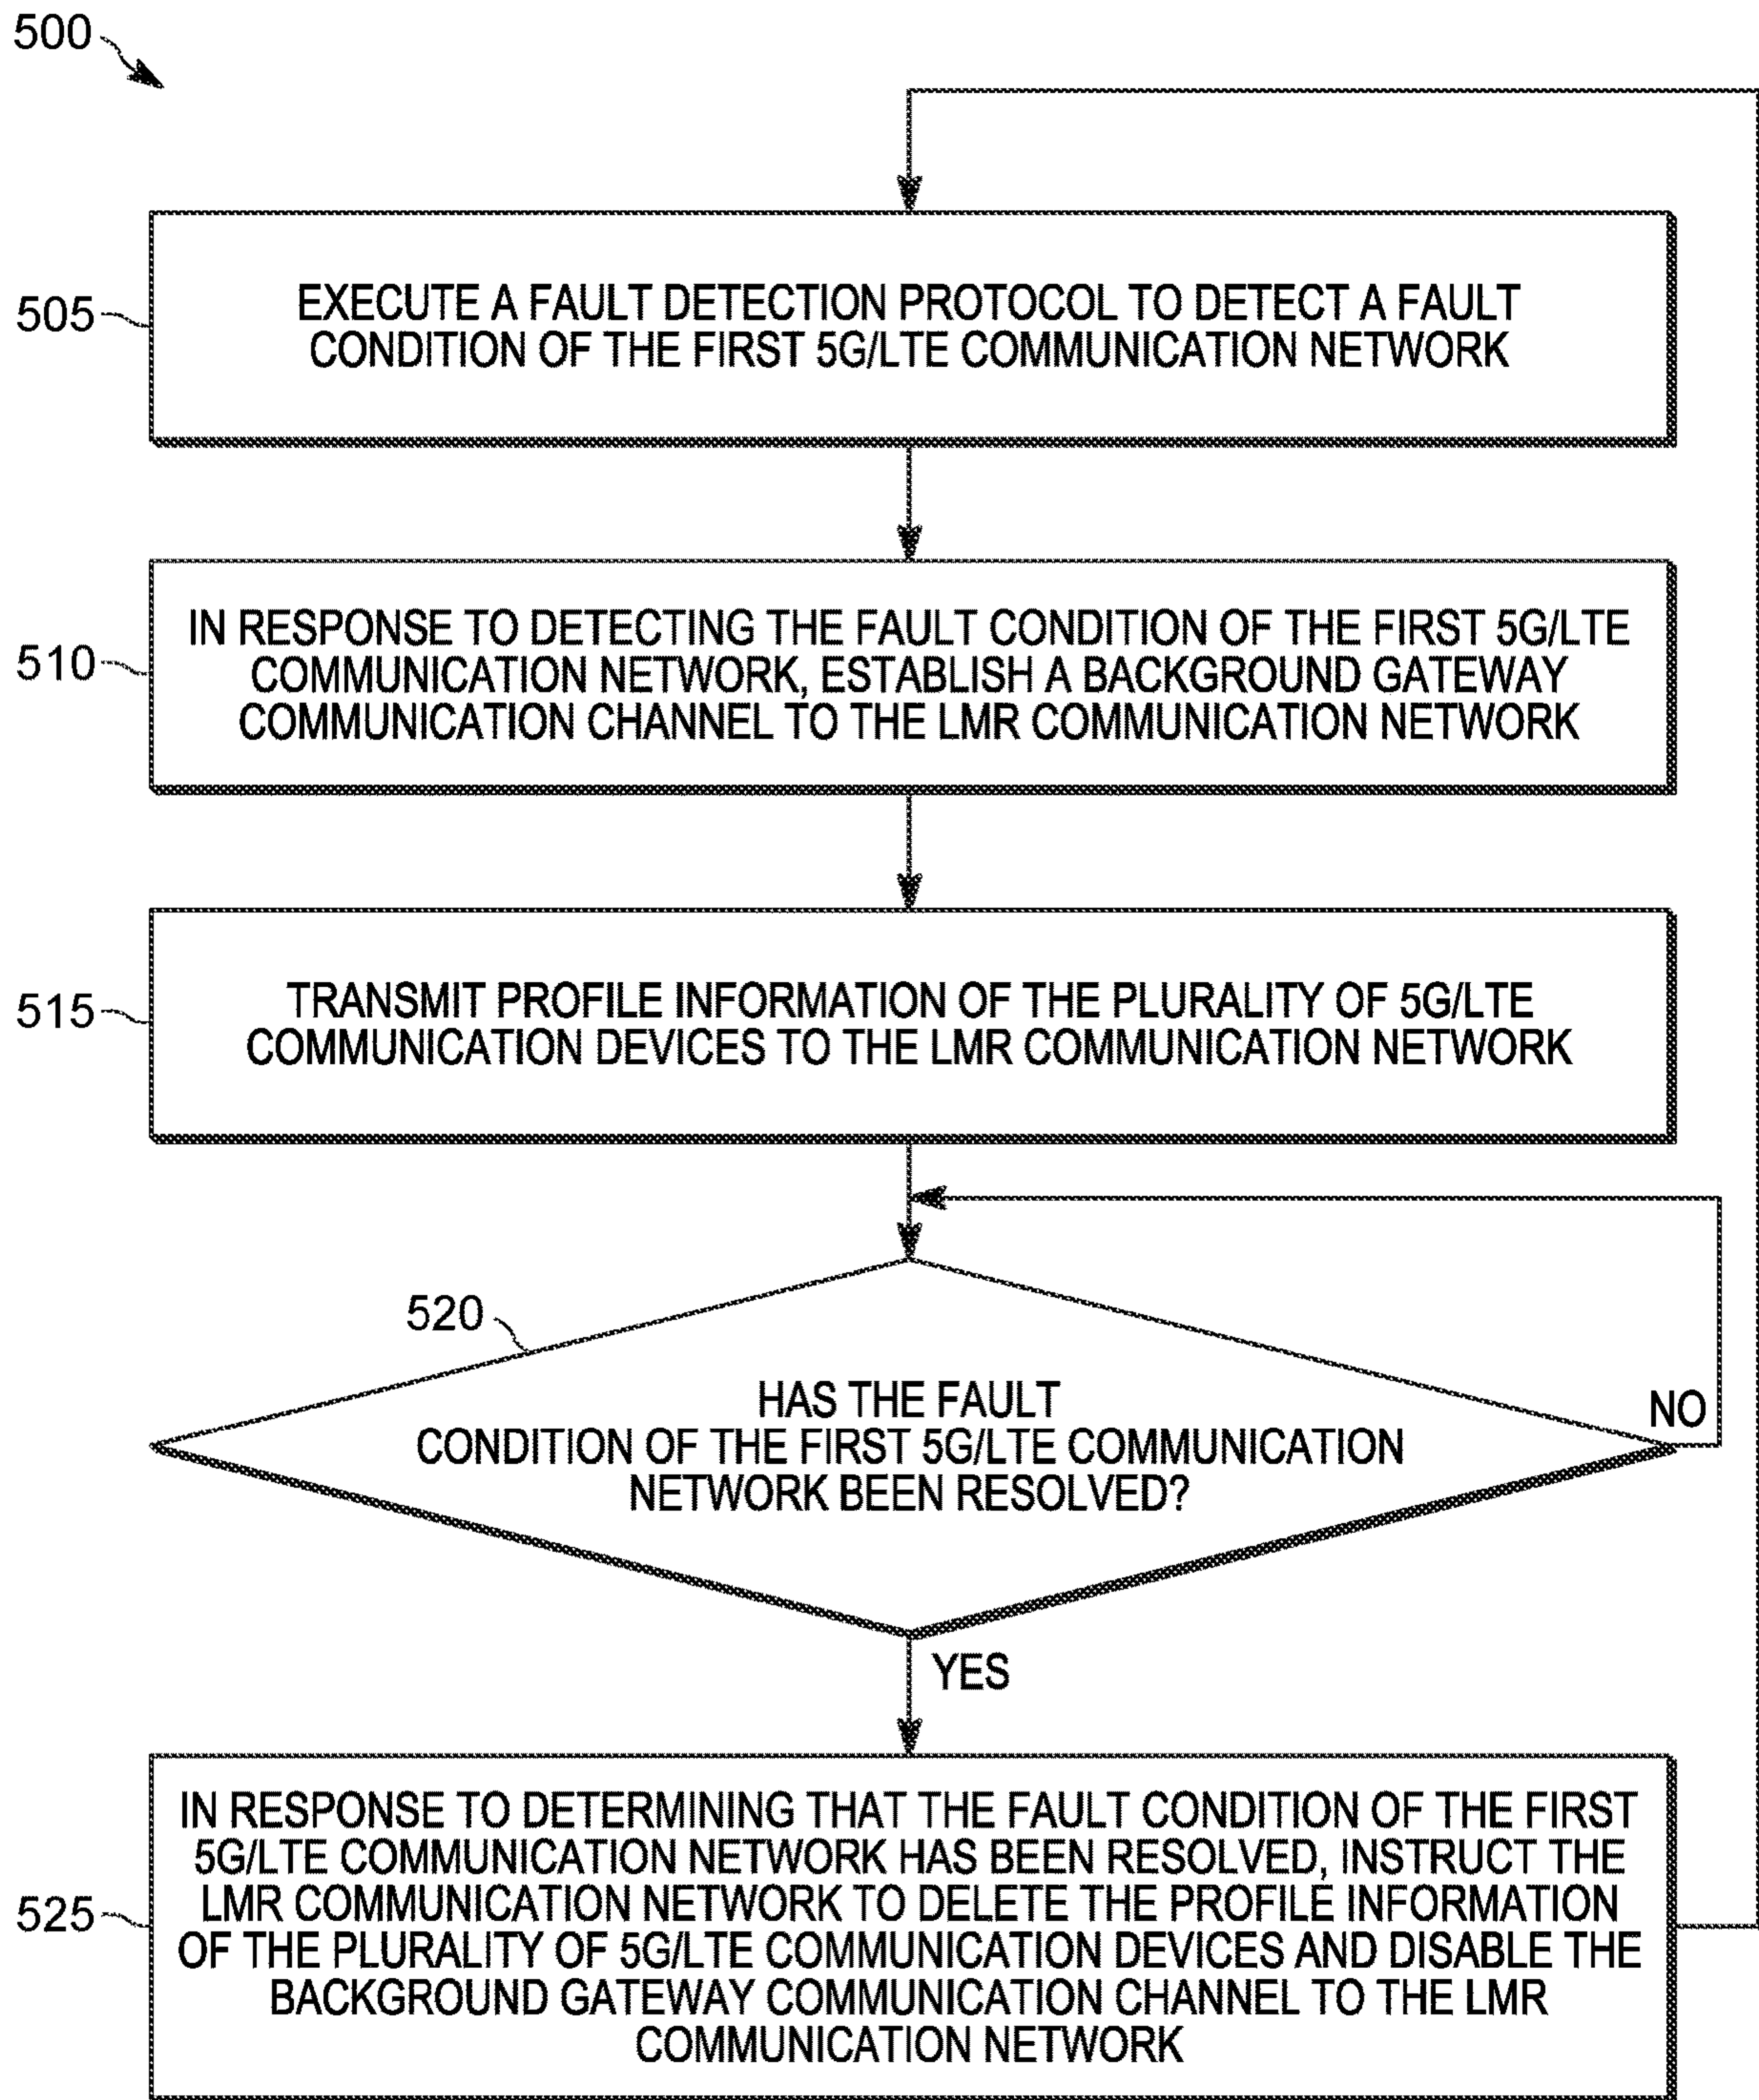 500
505
EXECUTE A FAULT DETECTION PROTOCOL TO DETECT A FAULT
CONDITION OF THE FIRST 5G/LTE COMMUNICATION NETWORK
510
IN RESPONSE TO DETECTING THE FAULT CONDITION OF THE FIRST 5G/LTE
COMMUNICATION NETWORK, ESTABLISH A BACKGROUND GATEWAY
COMMUNICATION CHANNEL TO THE LMR COMMUNICATION NETWORK
515
TRANSMIT PROFILE INFORMATION OF THE PLURALITY OF 5G/LTE
COMMUNICATION DEVICES TO THE LMR COMMUNICATION NETWORK
520
HAS THE FAULT
CONDITION OF THE FIRST 5G/LTE COMMUNICATION
NETWORK BEEN RESOLVED?
NO
YES
525
IN RESPONSE TO DETERMINING THAT THE FAULT CONDITION OF THE FIRST
5G/LTE COMMUNICATION NETWORK HAS BEEN RESOLVED, INSTRUCT THE
LMR COMMUNICATION NETWORK TO DELETE THE PROFILE INFORMATION
OF THE PLURALITY OF 5G/LTE COMMUNICATION DEVICES AND DISABLE THE
BACKGROUND GATEWAY COMMUNICATION CHANNEL TO THE LMR
COMMUNICATION NETWORK